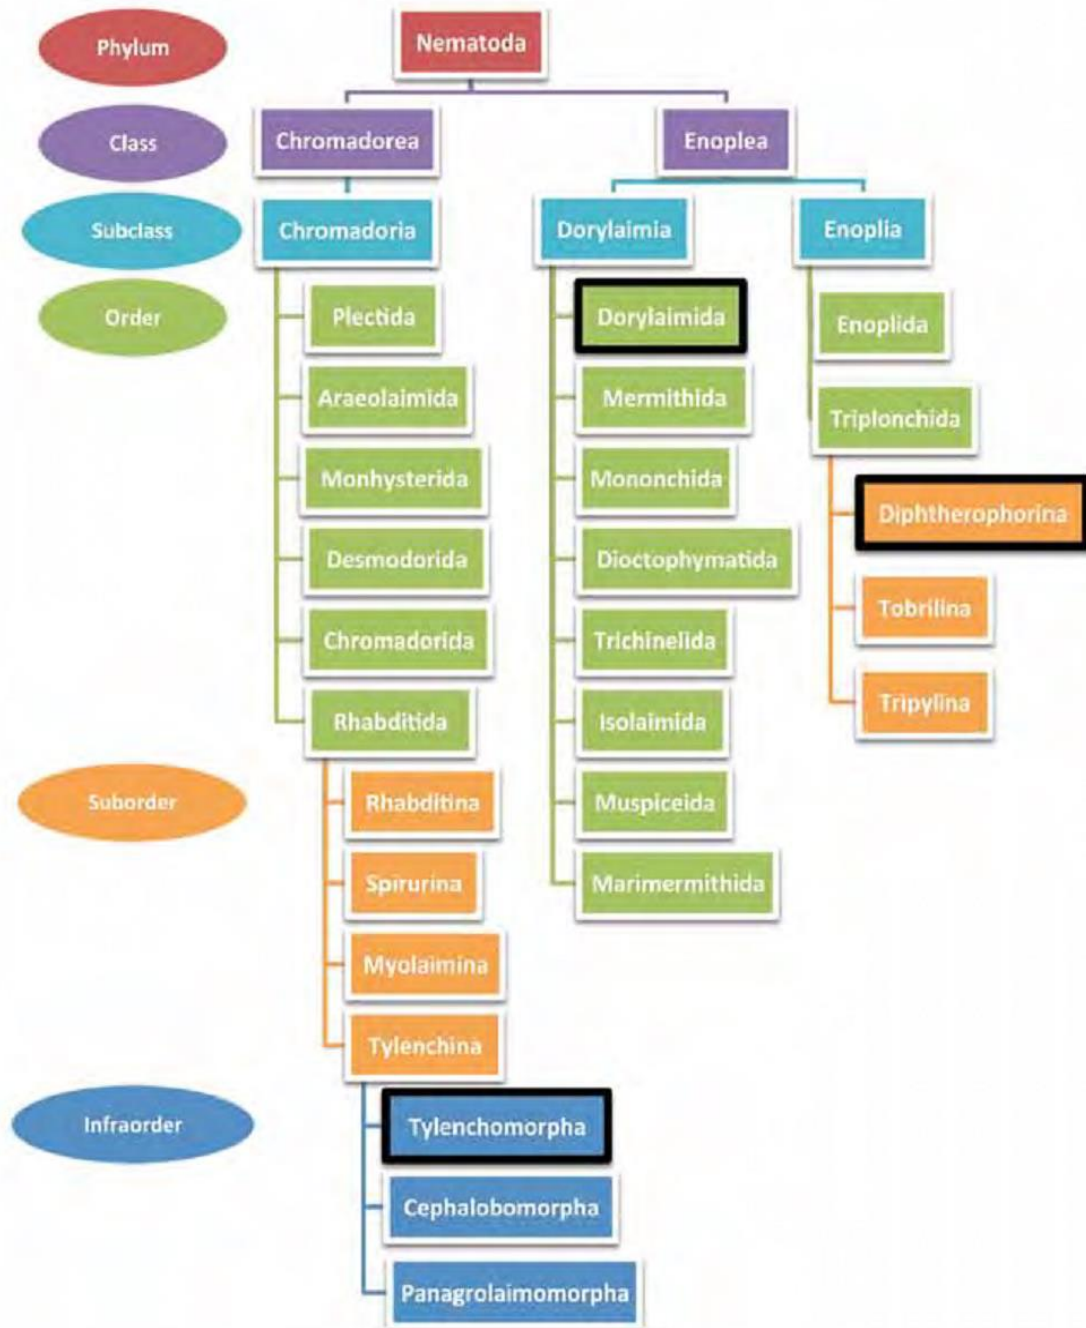 Phylum
Nematoda
Class
Chromadorea
Enoplea
Subclass
Chromadoria
Dorylaimia
Enoplia
Order
Plectida
Dorylaimida
Enoplida
Araeolaimida
Mermithida
Triplonchida
Monhysterida
Mononchida
Diphtherophorina
Desmodorida
Dioctophymatida
Tobrilina
Chromadorida
Trichinelida
Tripylina
Rhabditida
Isolaimida
Suborder
Rhabditina
Muspiceida
Spirurina
Marimermithida
Myolaimina
Tylenchina
Infraorder
Tylenchomorpha
Cephalobomorpha
Panagrolaimomorpha